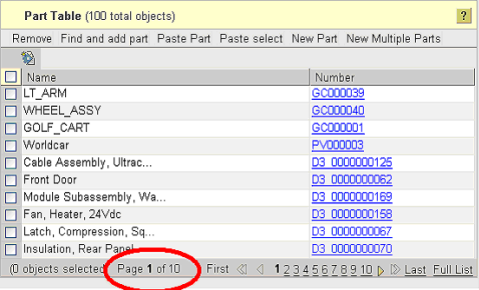 Part Table (100 total objects) ?
Remove Find and add part Paste Part Paste select New Part New Multiple Parts
Name Number
LT_ARM GC000039
WHEEL_ASSY GC000040
GOLF_CART GC000001
Worldcar PV000003
Cable Assembly, Ultrac... D3_0000000125
Front Door D3_0000000062
Module Subassembly, Wa... D3_0000000169
Fan, Heater, 24Vdc D3_0000000158
Latch, Compression, Sq... D3_0000000067
Insulation, Rear Panel D3_0000000070
(0 objects selected Page 1 of 10 First 1 2 3 4 5 6 7 8 9 10 Last Full List